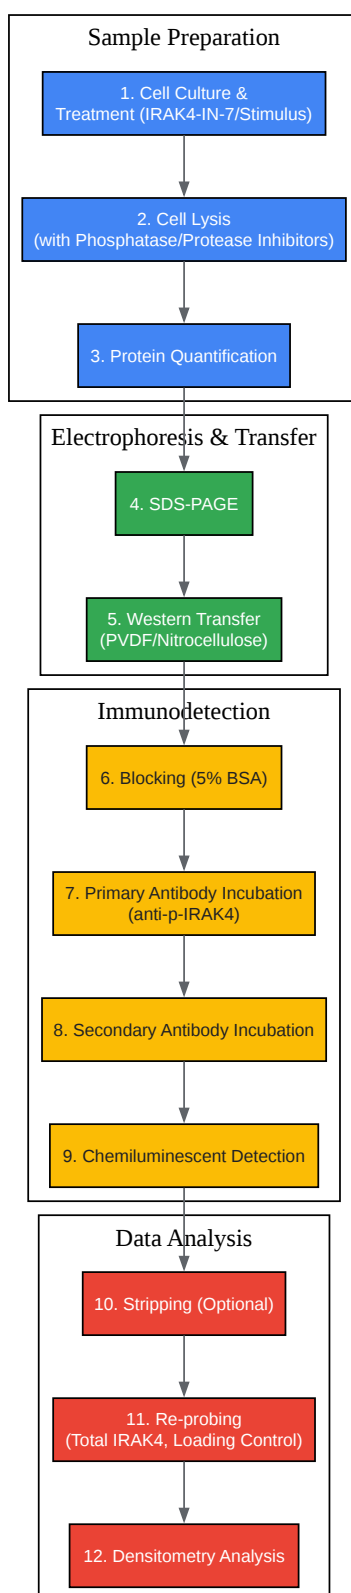 Sample Preparation
1. Cell Culture &
Treatment (IRAK4-IN-7/Stimulus)
2. Cell Lysis
(with Phosphatase/Protease Inhibitors)
3. Protein Quantification
Electrophoresis & Transfer
4. SDS-PAGE
5. Western Transfer
(PVDF/Nitrocellulose)
Immunodetection
6. Blocking (5% BSA)
7. Primary Antibody Incubation
(anti-p-IRAK4)
8. Secondary Antibody Incubation
9. Chemiluminescent Detection
Data Analysis
10. Stripping (Optional)
11. Re-probing
(Total IRAK4, Loading Control)
12. Densitometry Analysis